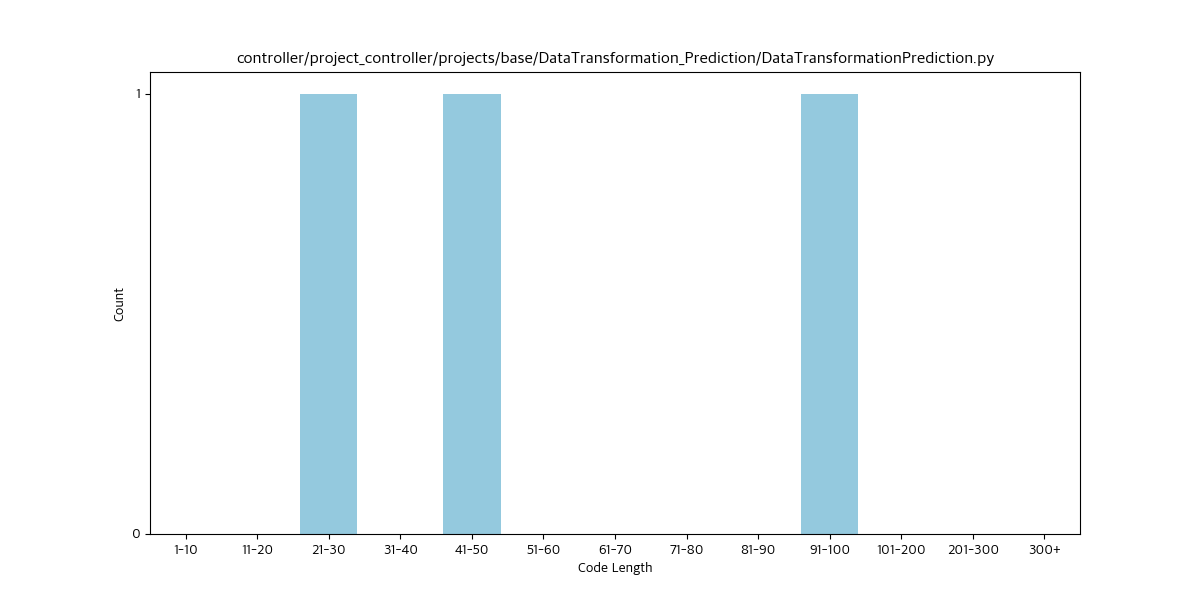 controller/project_controller/projects/base/DataTransformation_Prediction/DataTransformationPrediction.py
1
Count
0
1-10 11-20 21-30 31-40 41-50 51-60 61-70 71-80 81-90 91-100 101-200 201-300 300+
Code Length